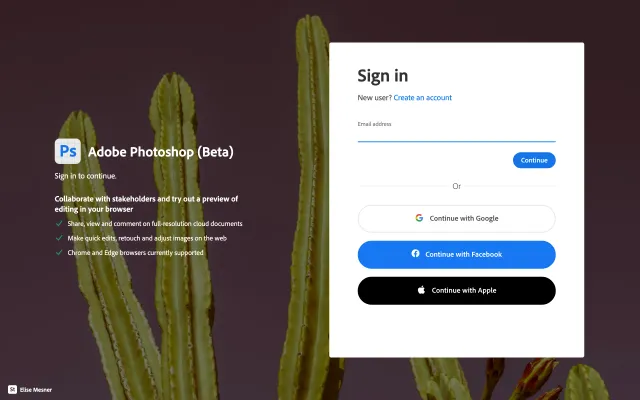 Ps Adobe Photoshop (Beta)
Sign in to continue.
Collaborate with stakeholders and try out a preview of
editing in your browser
Share, view and comment on full-resolution cloud documents
Make quick edits, retouch and adjust images on the web
Chrome and Edge browsers currently supported
St Elise Mesner
Sign in
New user? Create an account
Email address
Continue
Or
Continue with Google
Continue with Facebook
Continue with Apple